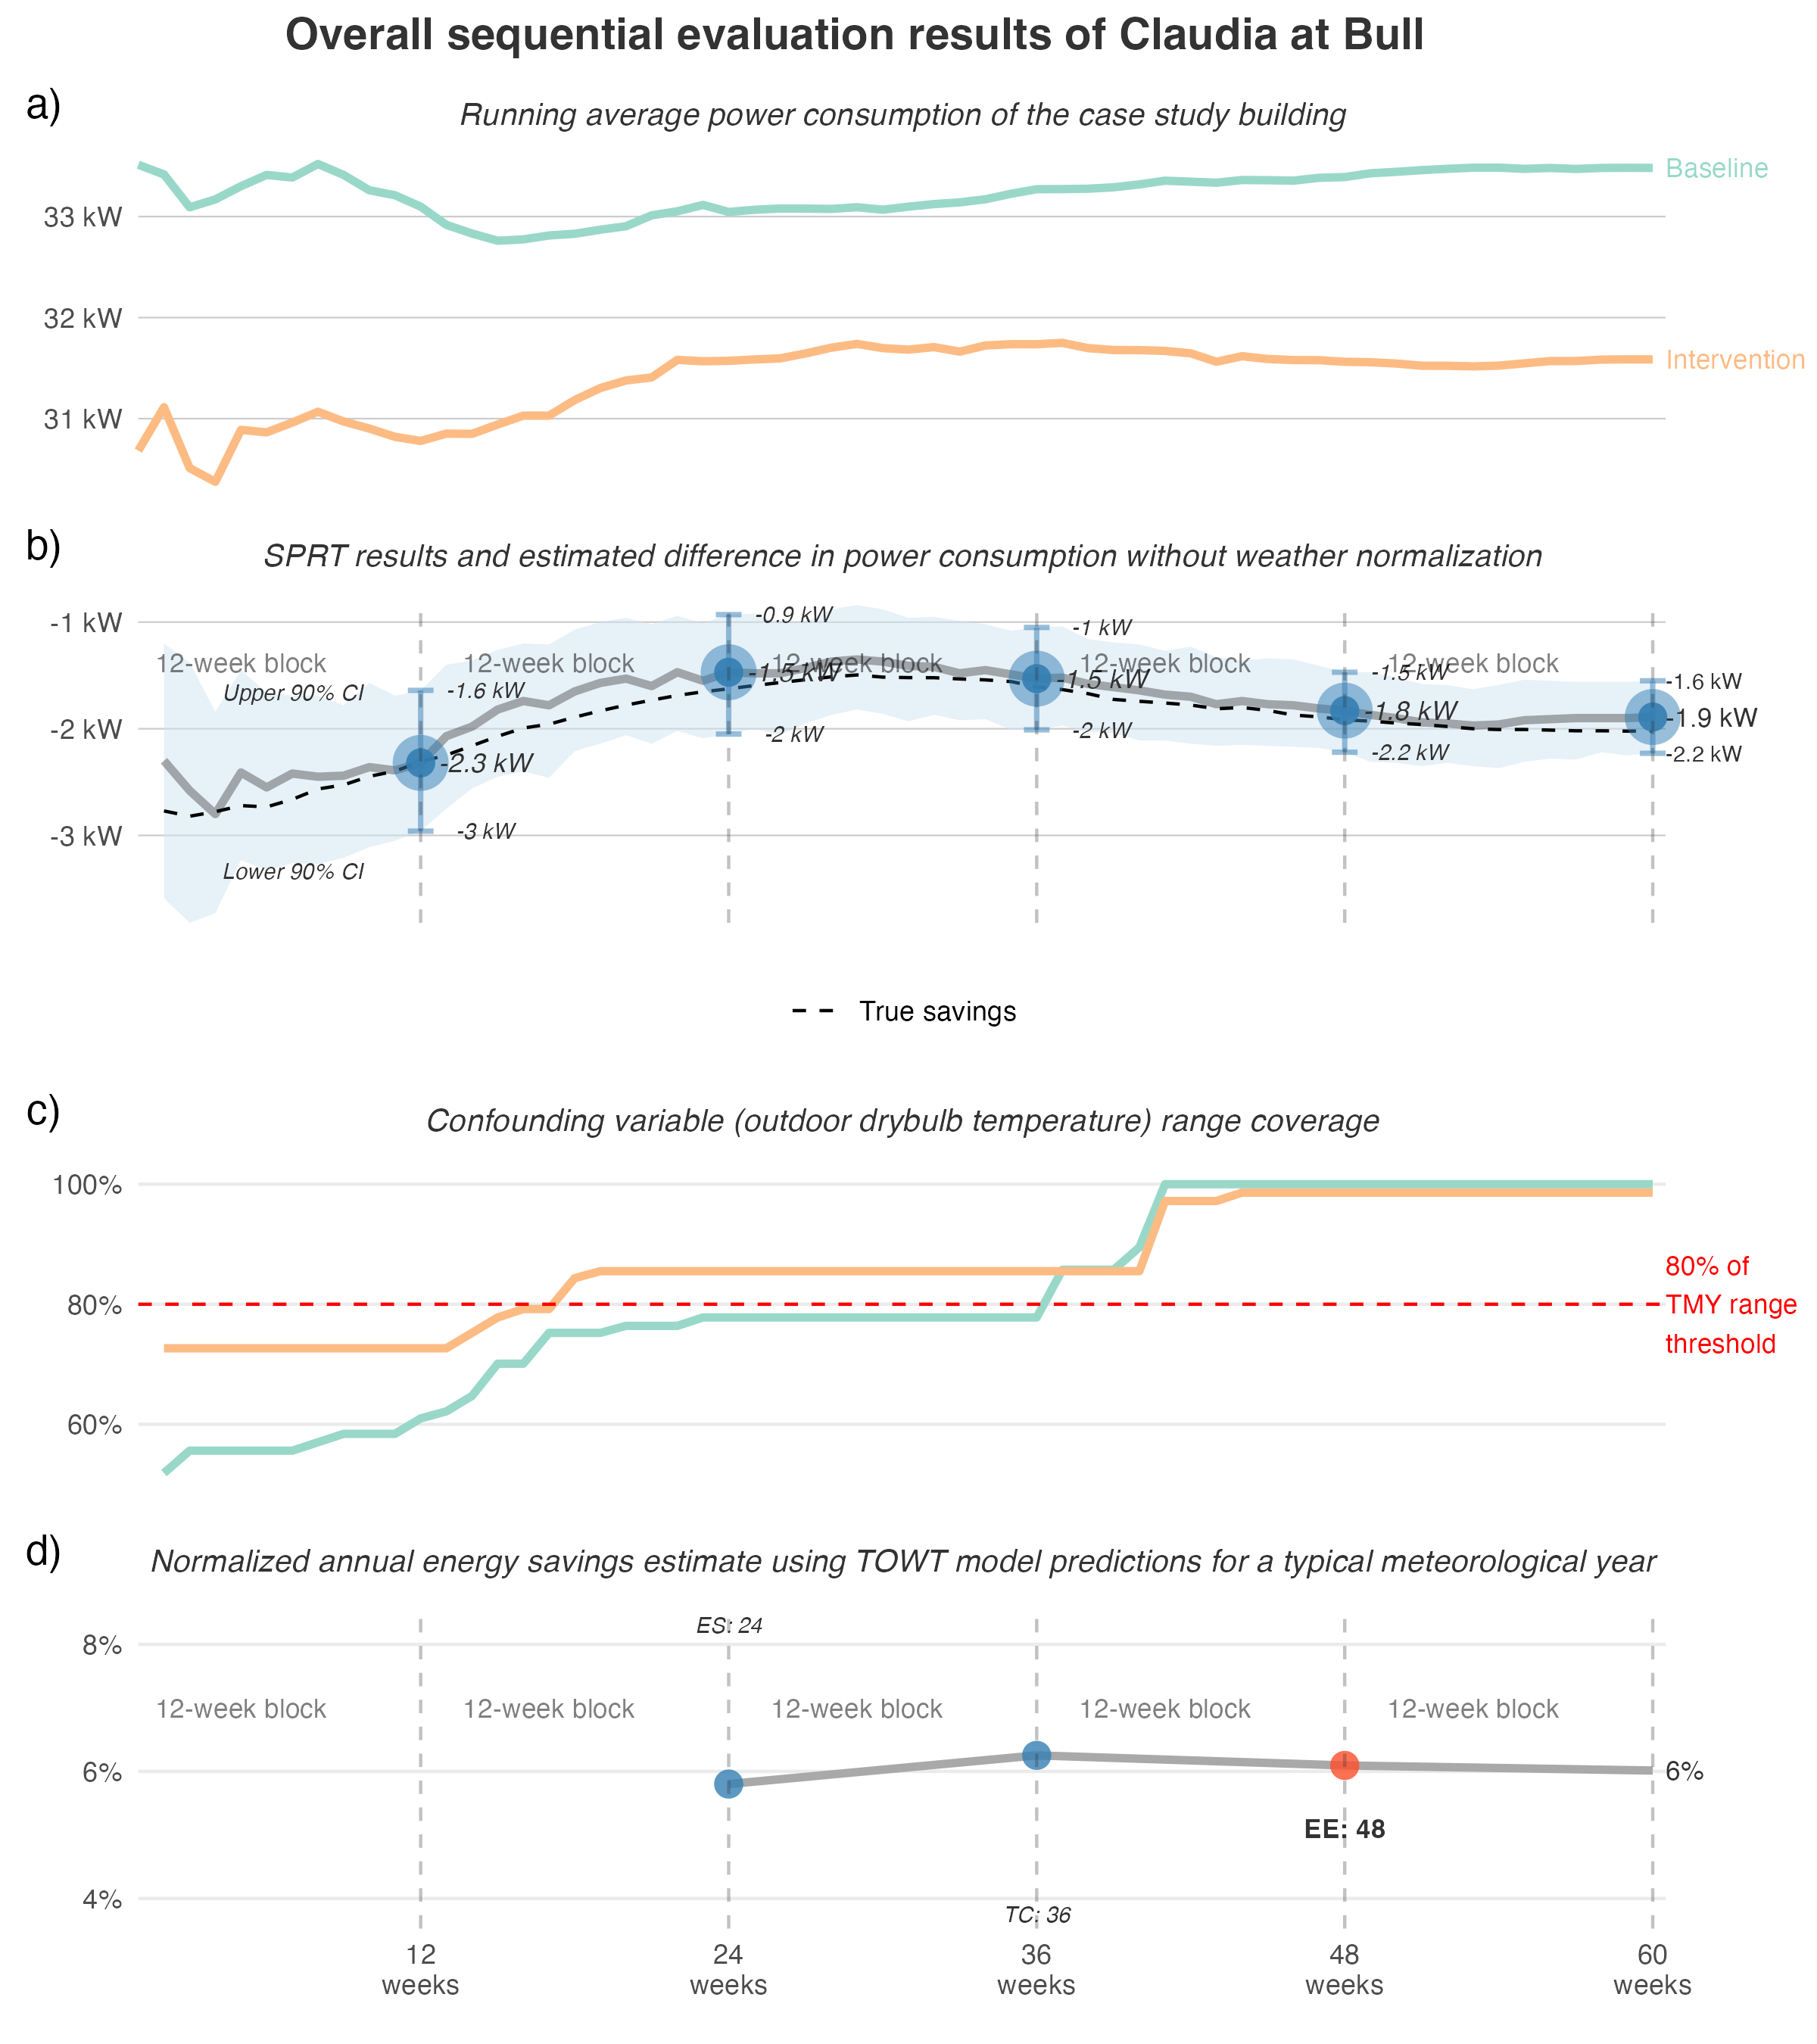 Overall sequential evaluation results of Claudia at Bull
a)
Running average power consumption of the case study building
Baseline
33 kW
32 kW
Intervention
31 kW
b)
SPRT results and estimated difference in power consumption without weather normalization
-1 kW
-0.9 kW
-1 kW
12-week block
12-week block
12-week block
12-week block
12-week block
-1.5 kW
-1.5 kW
-1.5 kW
Upper 90% CI
-1.6 kW
-1.6 kW
-2 kW
-1.8 kW
-1.9 kW
-2 kW
-2 kW
-2.2 kW
-2.2 kW
-2.3 kW
-3 kW
-3 kW
Lower 90% CI
True savings
c)
Confounding variable (outdoor drybulb temperature) range coverage
100%
80%
60%
80% of
TMY range
threshold
d)
Normalized annual energy savings estimate using TOWT model predictions for a typical meteorological year
ES: 24
8%
12-week block
12-week block
12-week block
12-week block
12-week block
6%
6%
EE: 48
4%
TC: 36
12
weeks
24
weeks
36
weeks
48
weeks
60
weeks